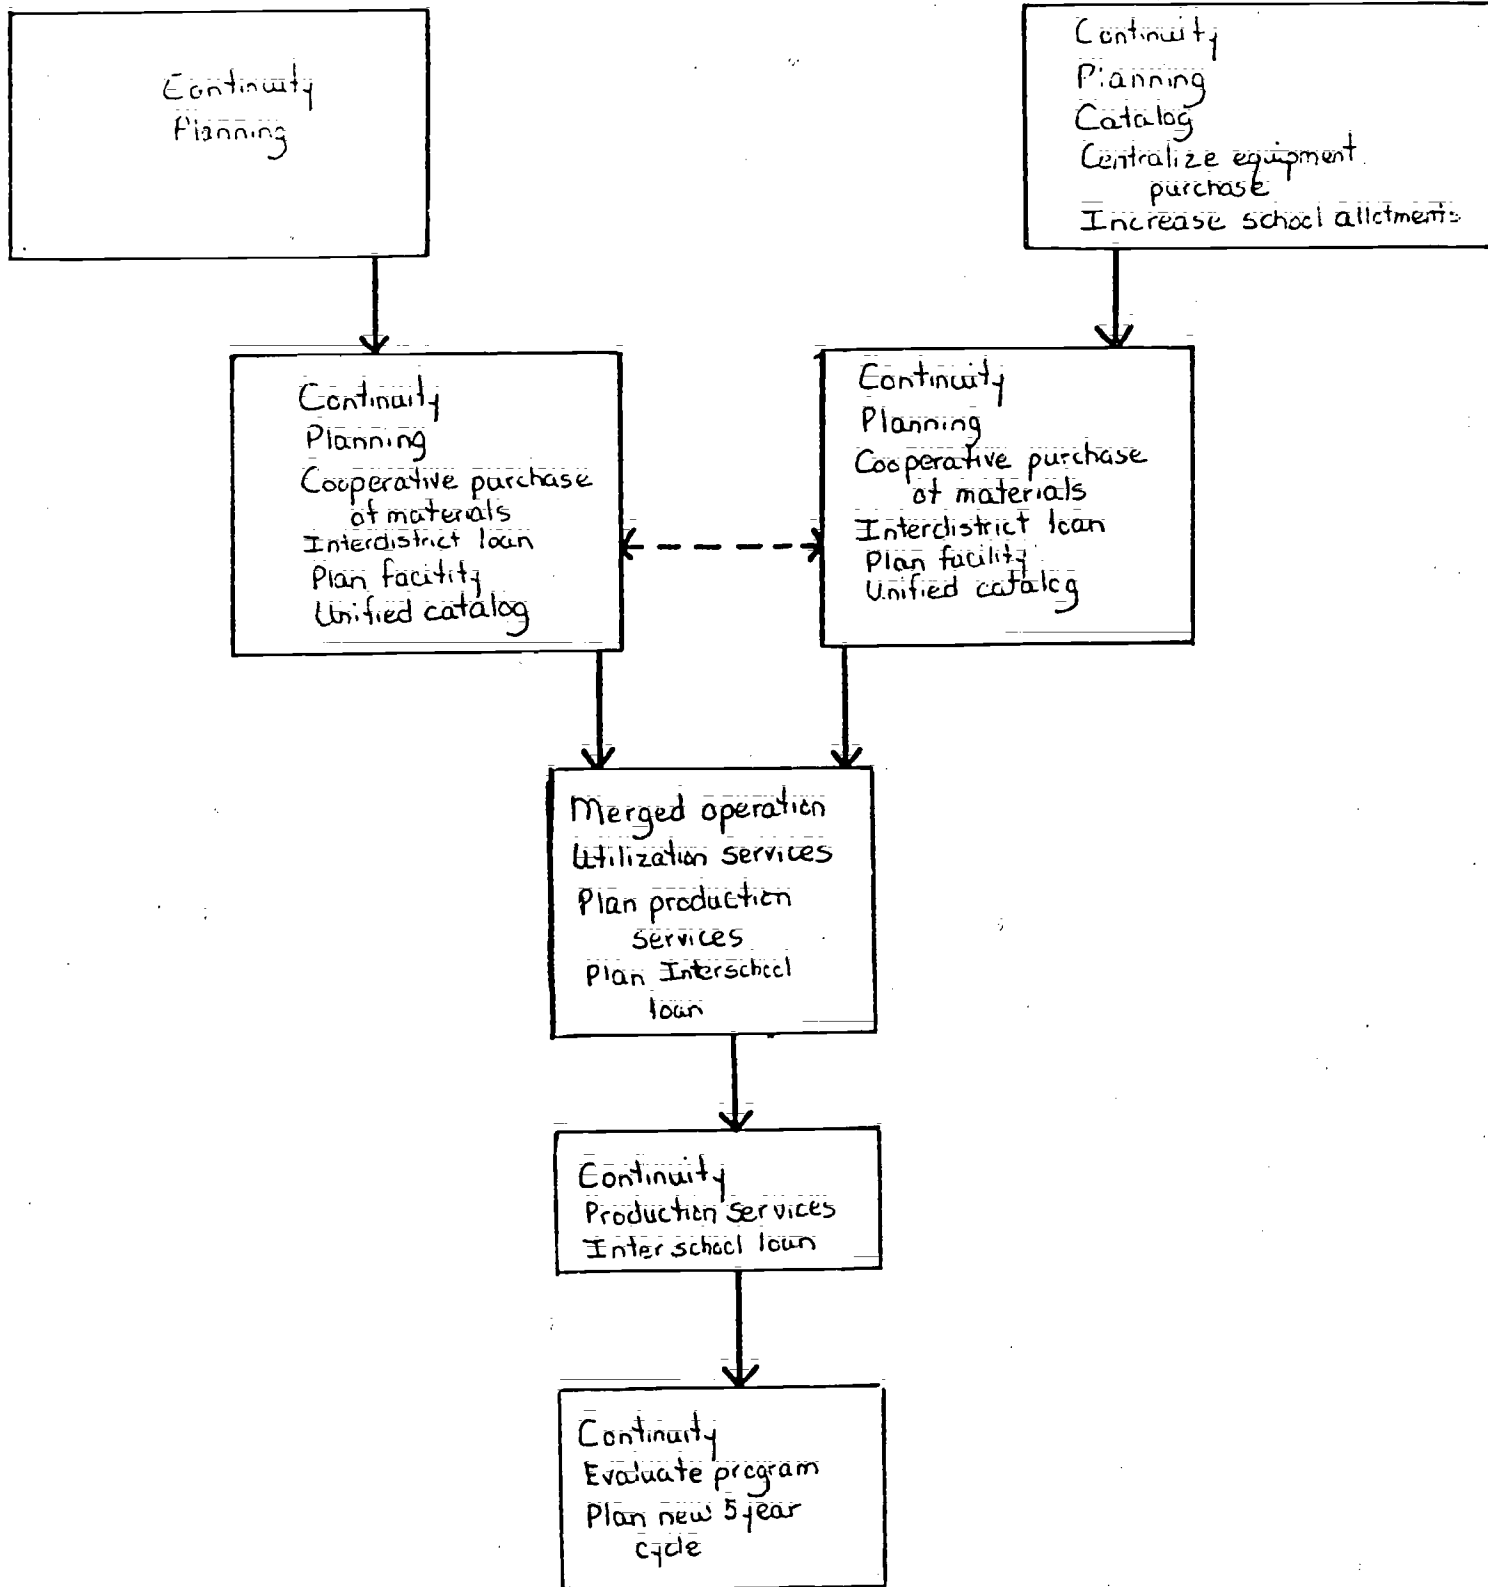 Continuity
Planning
Continuity
Planning
Catalog
Centralize equipment
purchase
Increase school allotments
Continuity
Planning
Cooperative purchase
of materials
Interdistrict loan
Plan facility
Unified catalog
Continuity
Planning
Cooperative purchase
of materials
Interdistrict loan
Plan facility
Unified catalog
Merged operation
Utilization services
Plan production
services
Plan Interschool
loan
Continuity
Production services
Interschool loan
Continuity
Evaluate program
Plan new 5 year
cycle